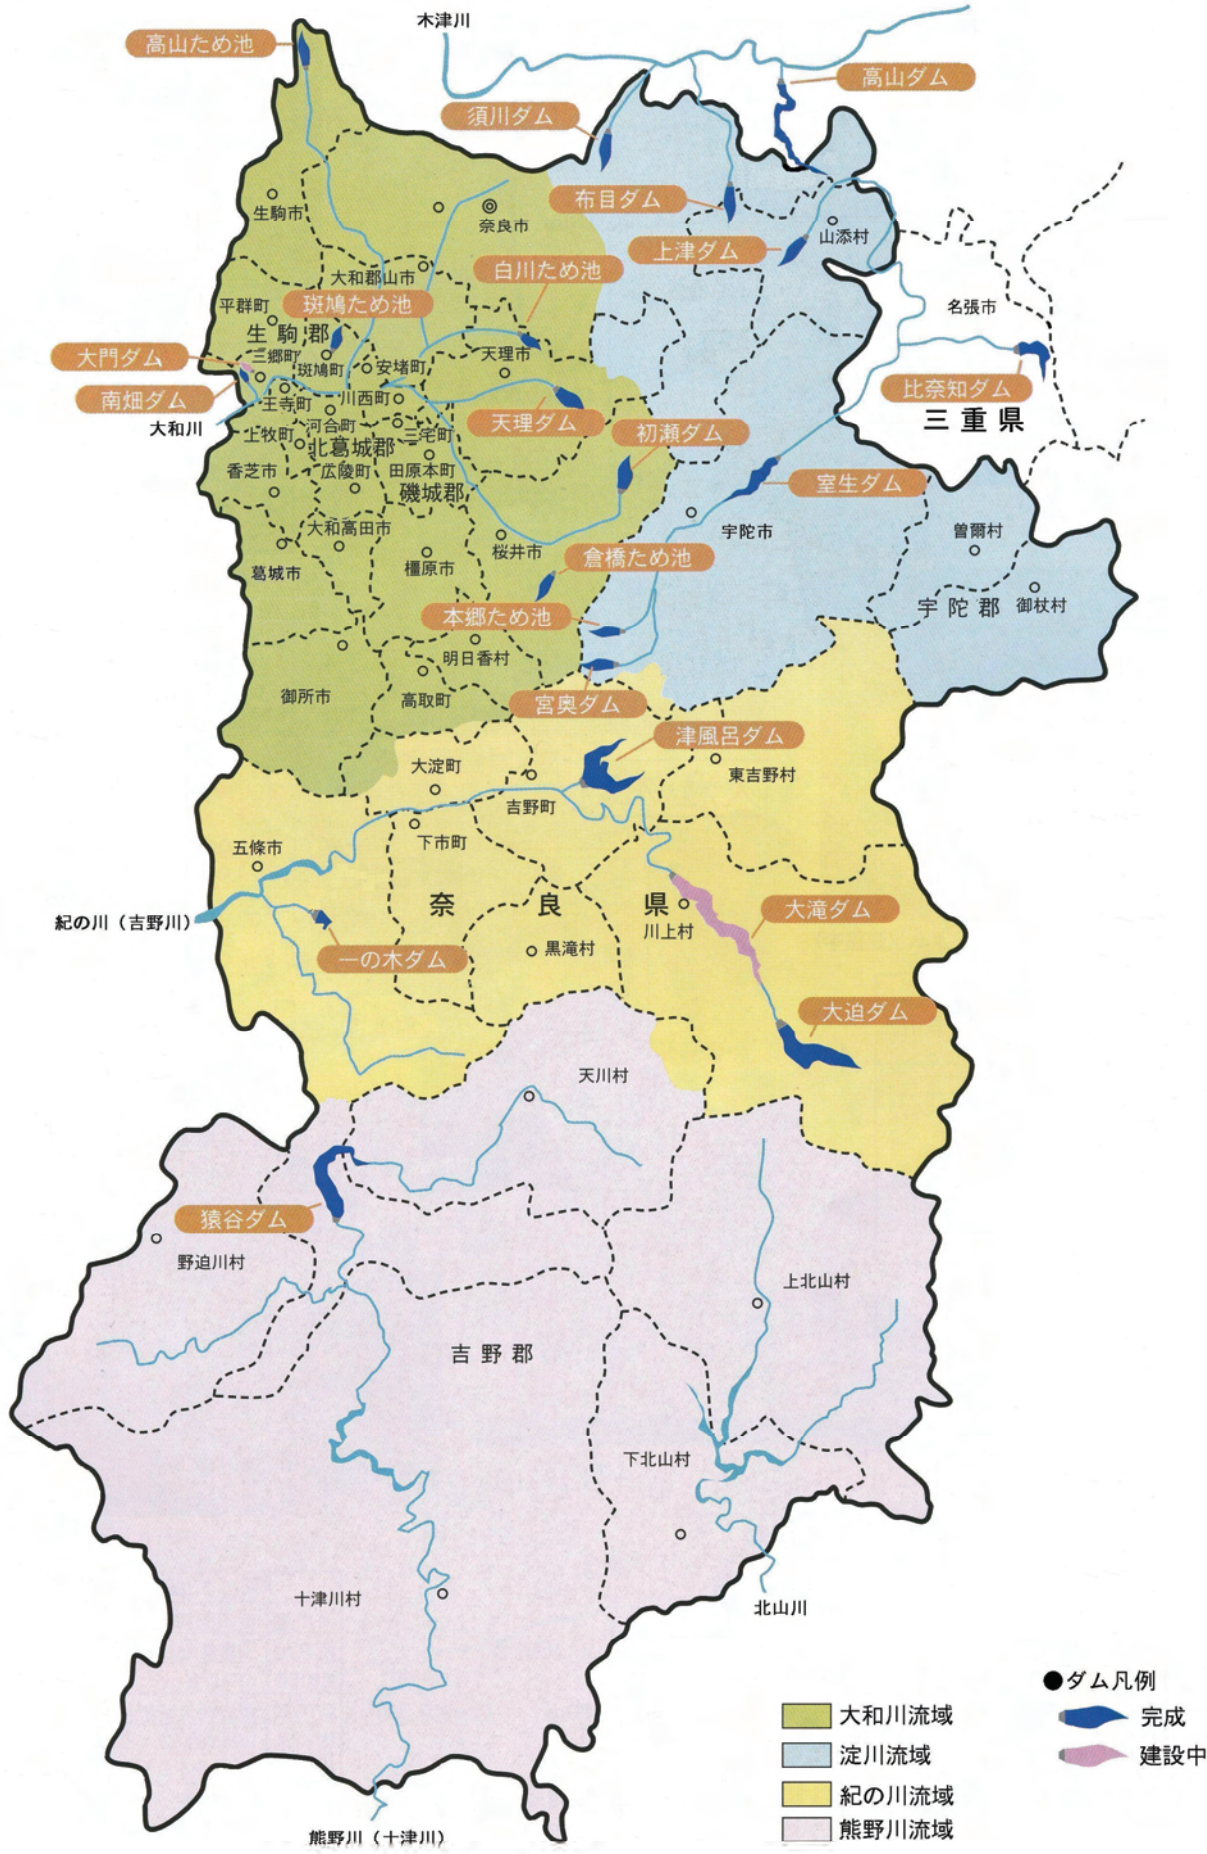 木津川
高山ため池
高山ダム
須川ダム
布目ダム
生駒市
奈良市
山添村
上津ダム
白川ため池
大和郡山市
平群町
斑鳩ため池
名張市
生駒郡
大門ダム
三郷町
斑鳩町
安堵町
天理市
比奈知ダム
南畑ダム
王寺町
川西町
三重県
大和川
河合町
天理ダム
初瀬ダム
上牧町
三宅町
北葛城郡
香芝市
広陵町
田原本町
磯城郡
室生ダム
大和高田市
宇陀市
曽爾村
桜井市
倉橋ため池
葛城市
橿原市
宇陀郡
御杖村
本郷ため池
明日香村
御所市
高取町
宮奥ダム
津風呂ダム
大淀町
東吉野村
吉野町
下市町
五條市
奈良県
大滝ダム
紀の川(吉野川)
川上村
黒滝村
一の木ダム
大迫ダム
天川村
猿谷ダム
野迫川村
上北山村
吉野郡
下北山村
十津川村
北山川
●ダム凡例
完成
建設中
大和川流域
淀川流域
紀の川流域
熊野川流域
熊野川(十津川)